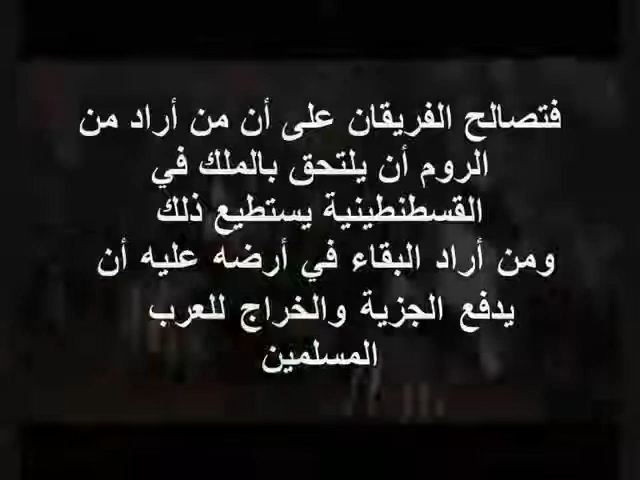 فتصالح الفريقان على أن من أراد من
الروم أن يلتحق بالملك في
القسطنطينية يستطيع ذلك
ومن أراد البقاء في أرضه عليه أن
يدفع الجزية والخراج للعرب
المسلمين